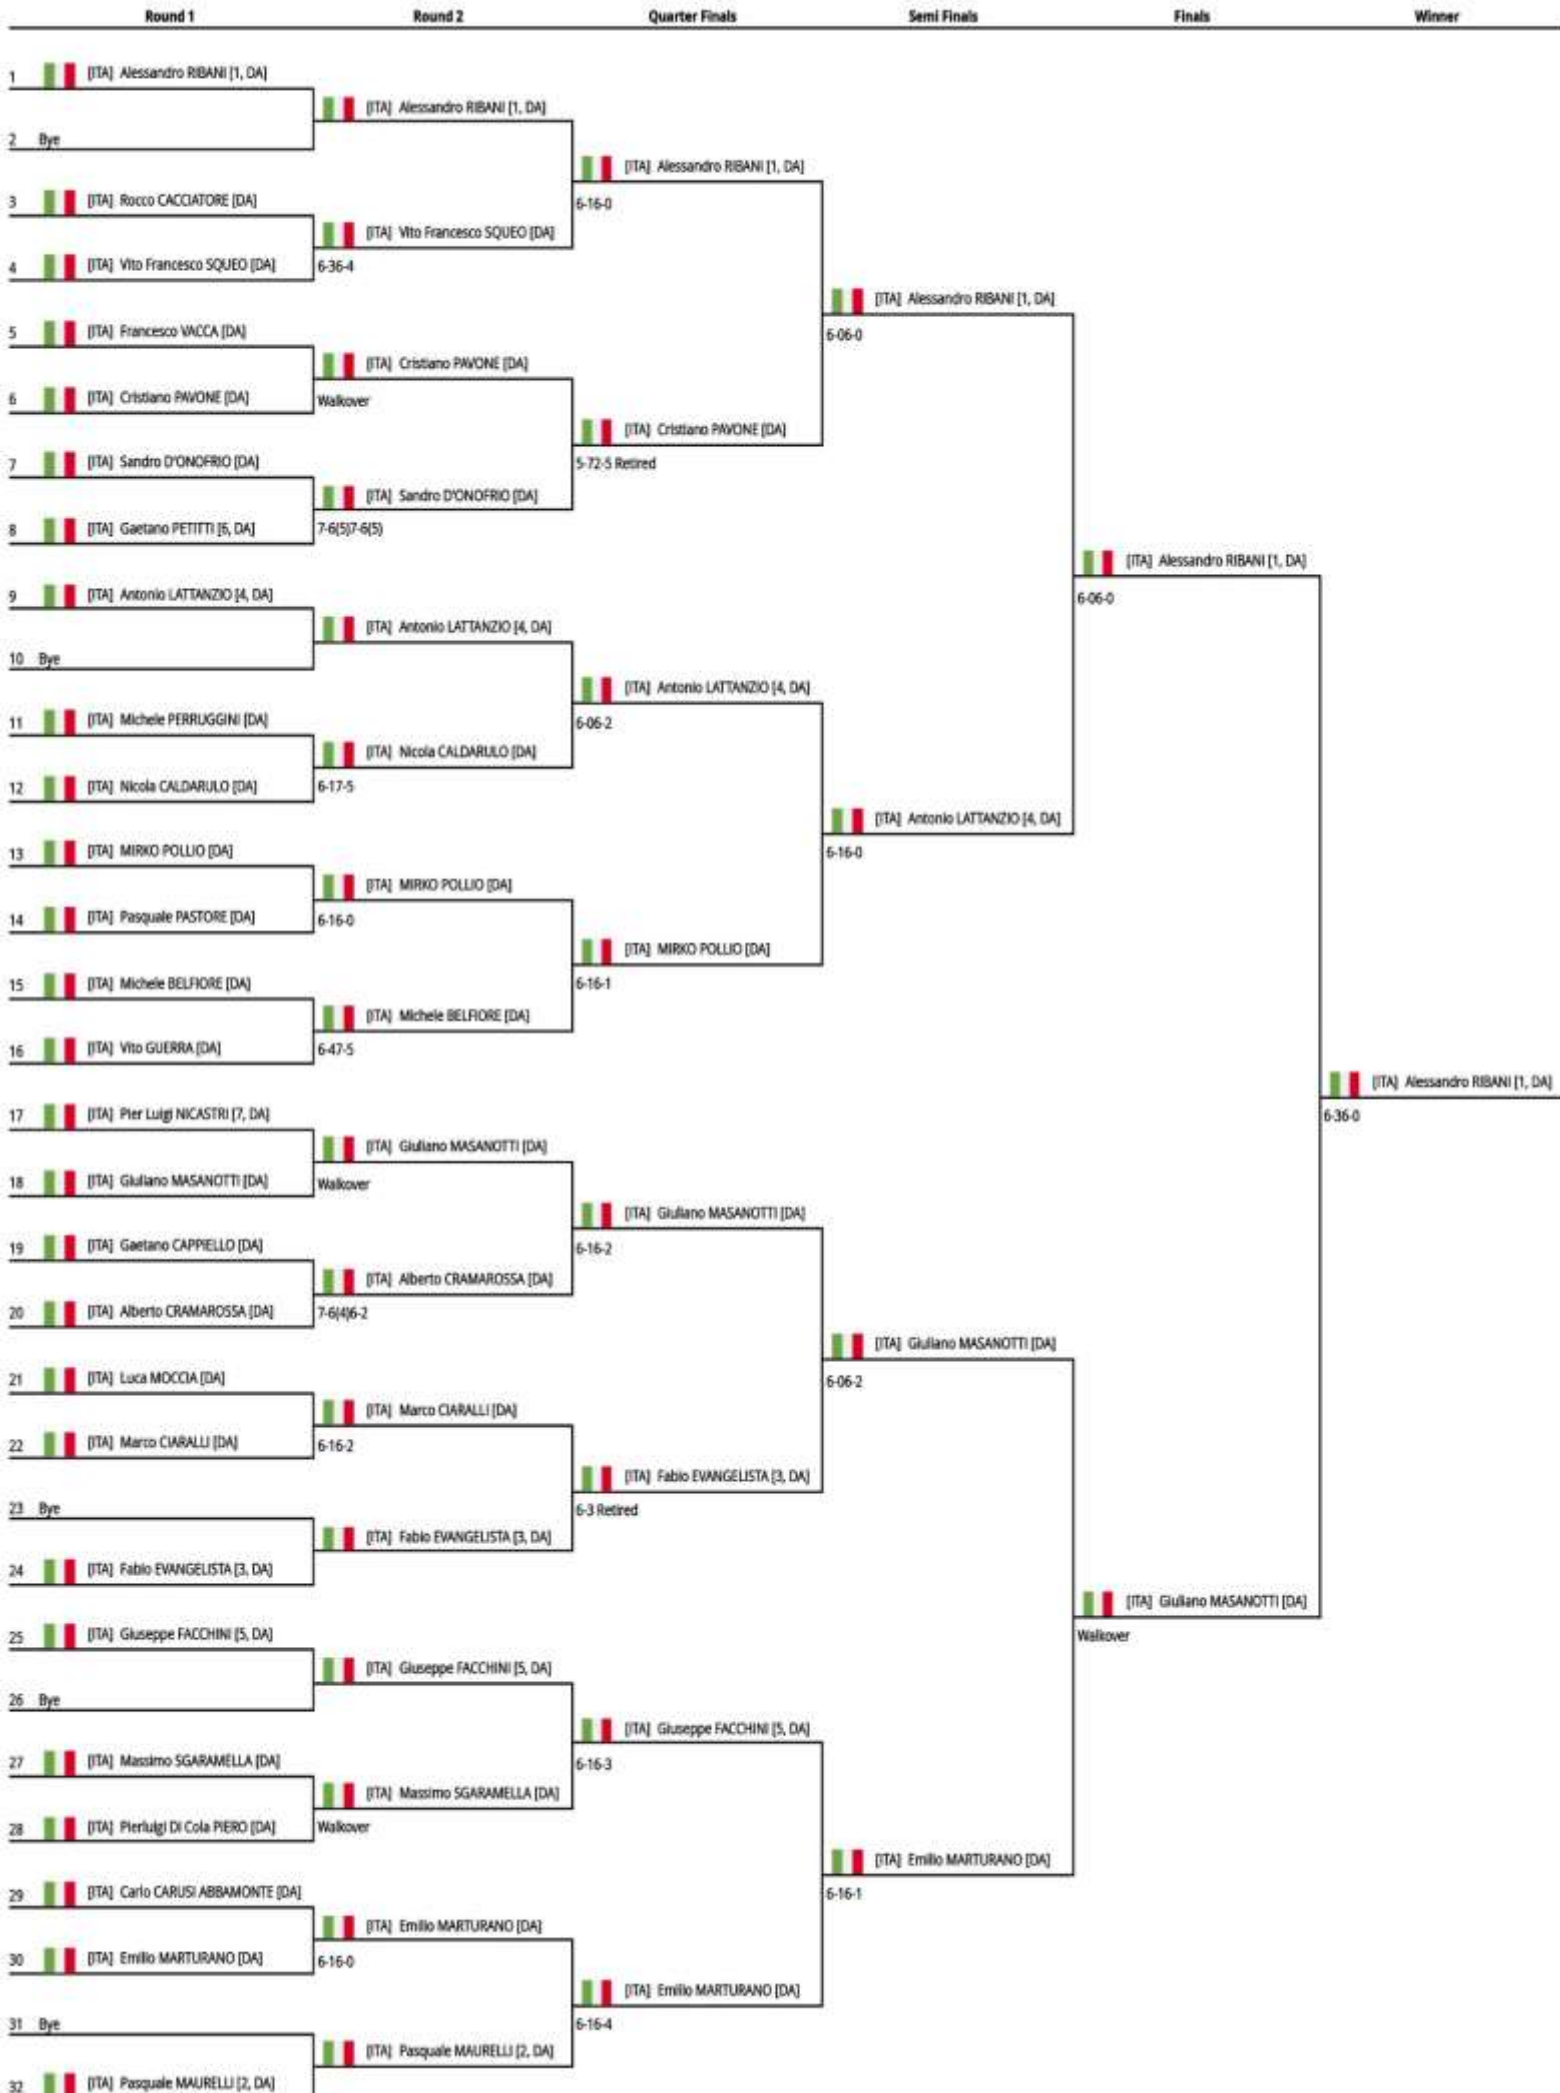 Round 1 Round 2 Quarter Finals Semi Finals Finals Winner
1 [ITA] Alessandro RIBANI [1, DA]
[ITA] Alessandro RIBANI [1, DA]
2 Bye
[ITA] Alessandro RIBANI [1, DA]
3 [ITA] Rocco CACCIATORE [DA]
6-16-0
[ITA] Vito Francesco SQUEO [DA]
4 [ITA] Vito Francesco SQUEO [DA] 6-36-4
[ITA] Alessandro RIBANI [1, DA]
5 [ITA] Francesco VACCA [DA]
6-06-0
[ITA] Cristiano PAVONE [DA]
6 [ITA] Cristiano PAVONE [DA] Walkover
[ITA] Cristiano PAVONE [DA]
7 [ITA] Sandro D'ONOFRIO [DA]
5-72-5 Retired
[ITA] Sandro D'ONOFRIO [DA]
8 [ITA] Gaetano PETITTI [6, DA] 7-6(5)7-6(5)
[ITA] Alessandro RIBANI [1, DA]
9 [ITA] Antonio LATTANZIO [4, DA]
6-06-0
[ITA] Antonio LATTANZIO [4, DA]
10 Bye
[ITA] Antonio LATTANZIO [4, DA]
11 [ITA] Michele PERRUGGINI [DA]
6-06-2
[ITA] Nicola CALDARULO [DA]
12 [ITA] Nicola CALDARULO [DA] 6-17-5
[ITA] Antonio LATTANZIO [4, DA]
13 [ITA] MIRKO POLLIO [DA]
6-16-0
[ITA] MIRKO POLLIO [DA]
14 [ITA] Pasquale PASTORE [DA] 6-16-0
[ITA] MIRKO POLLIO [DA]
15 [ITA] Michele BELFIORE [DA]
6-16-1
[ITA] Michele BELFIORE [DA]
16 [ITA] Vito GUERRA [DA] 6-47-5
[ITA] Alessandro RIBANI [1, DA]
17 [ITA] Pier Luigi NICASTRI [7, DA]
6-36-0
[ITA] Giuliano MASANOTTI [DA]
18 [ITA] Giuliano MASANOTTI [DA] Walkover
[ITA] Giuliano MASANOTTI [DA]
19 [ITA] Gaetano CAPPIELLO [DA]
6-16-2
[ITA] Alberto CRAMAROSSA [DA]
20 [ITA] Alberto CRAMAROSSA [DA] 7-6(4)6-2
[ITA] Giuliano MASANOTTI [DA]
21 [ITA] Luca MOCCIA [DA]
6-06-2
[ITA] Marco CIARALLI [DA]
22 [ITA] Marco CIARALLI [DA] 6-16-2
[ITA] Fabio EVANGELISTA [3, DA]
23 Bye
6-3 Retired
[ITA] Fabio EVANGELISTA [3, DA]
24 [ITA] Fabio EVANGELISTA [3, DA]
[ITA] Giuliano MASANOTTI [DA]
25 [ITA] Giuseppe FACCHINI [5, DA]
Walkover
[ITA] Giuseppe FACCHINI [5, DA]
26 Bye
[ITA] Giuseppe FACCHINI [5, DA]
27 [ITA] Massimo SGARAMELLA [DA]
6-16-3
[ITA] Massimo SGARAMELLA [DA]
28 [ITA] Pierluigi Di Cola PIERO [DA] Walkover
[ITA] Emilio MARTURANO [DA]
29 [ITA] Carlo CARUSI ABBAMONTE [DA]
6-16-1
[ITA] Emilio MARTURANO [DA]
30 [ITA] Emilio MARTURANO [DA] 6-16-0
[ITA] Emilio MARTURANO [DA]
31 Bye
6-16-4
[ITA] Pasquale MAURELLI [2, DA]
32 [ITA] Pasquale MAURELLI [2, DA]